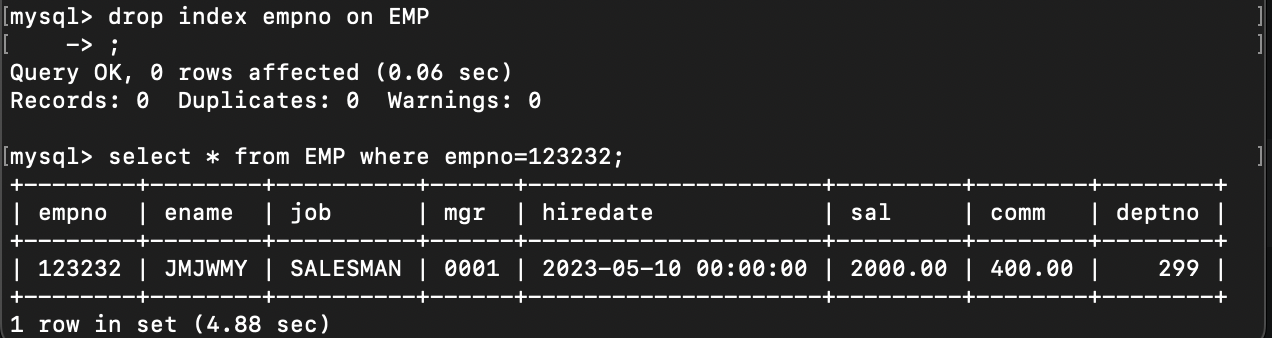 [mysql> drop index empno on EMP ]
[    -> ; ]
Query OK, 0 rows affected (0.06 sec)
Records: 0  Duplicates: 0  Warnings: 0

[mysql> select * from EMP where empno=123232; ]
+--------+--------+----------+------+---------------------+---------+--------+--------+
| empno  | ename  | job      | mgr  | hiredate            | sal     | comm   | deptno |
+--------+--------+----------+------+---------------------+---------+--------+--------+
| 123232 | JMJWMY | SALESMAN | 0001 | 2023-05-10 00:00:00 | 2000.00 | 400.00 |    299 |
+--------+--------+----------+------+---------------------+---------+--------+--------+
1 row in set (4.88 sec)